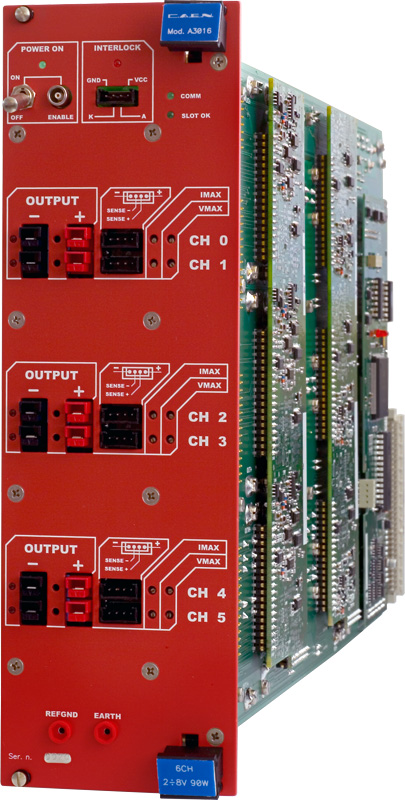 CAEN
Mod. A3016
POWER ON
INTERLOCK
ON
GND
VCC
OFF
ENABLE
K
A
COMM
SLOT OK
OUTPUT
- +
- +
SENSE -
SENSE +
IMAX
VMAX
CH 0
CH 1
OUTPUT
- +
- +
SENSE -
SENSE +
IMAX
VMAX
CH 2
CH 3
OUTPUT
- +
- +
SENSE -
SENSE +
IMAX
VMAX
CH 4
CH 5
REFGND
EARTH
Ser. n.
6CH
2÷8V 90W